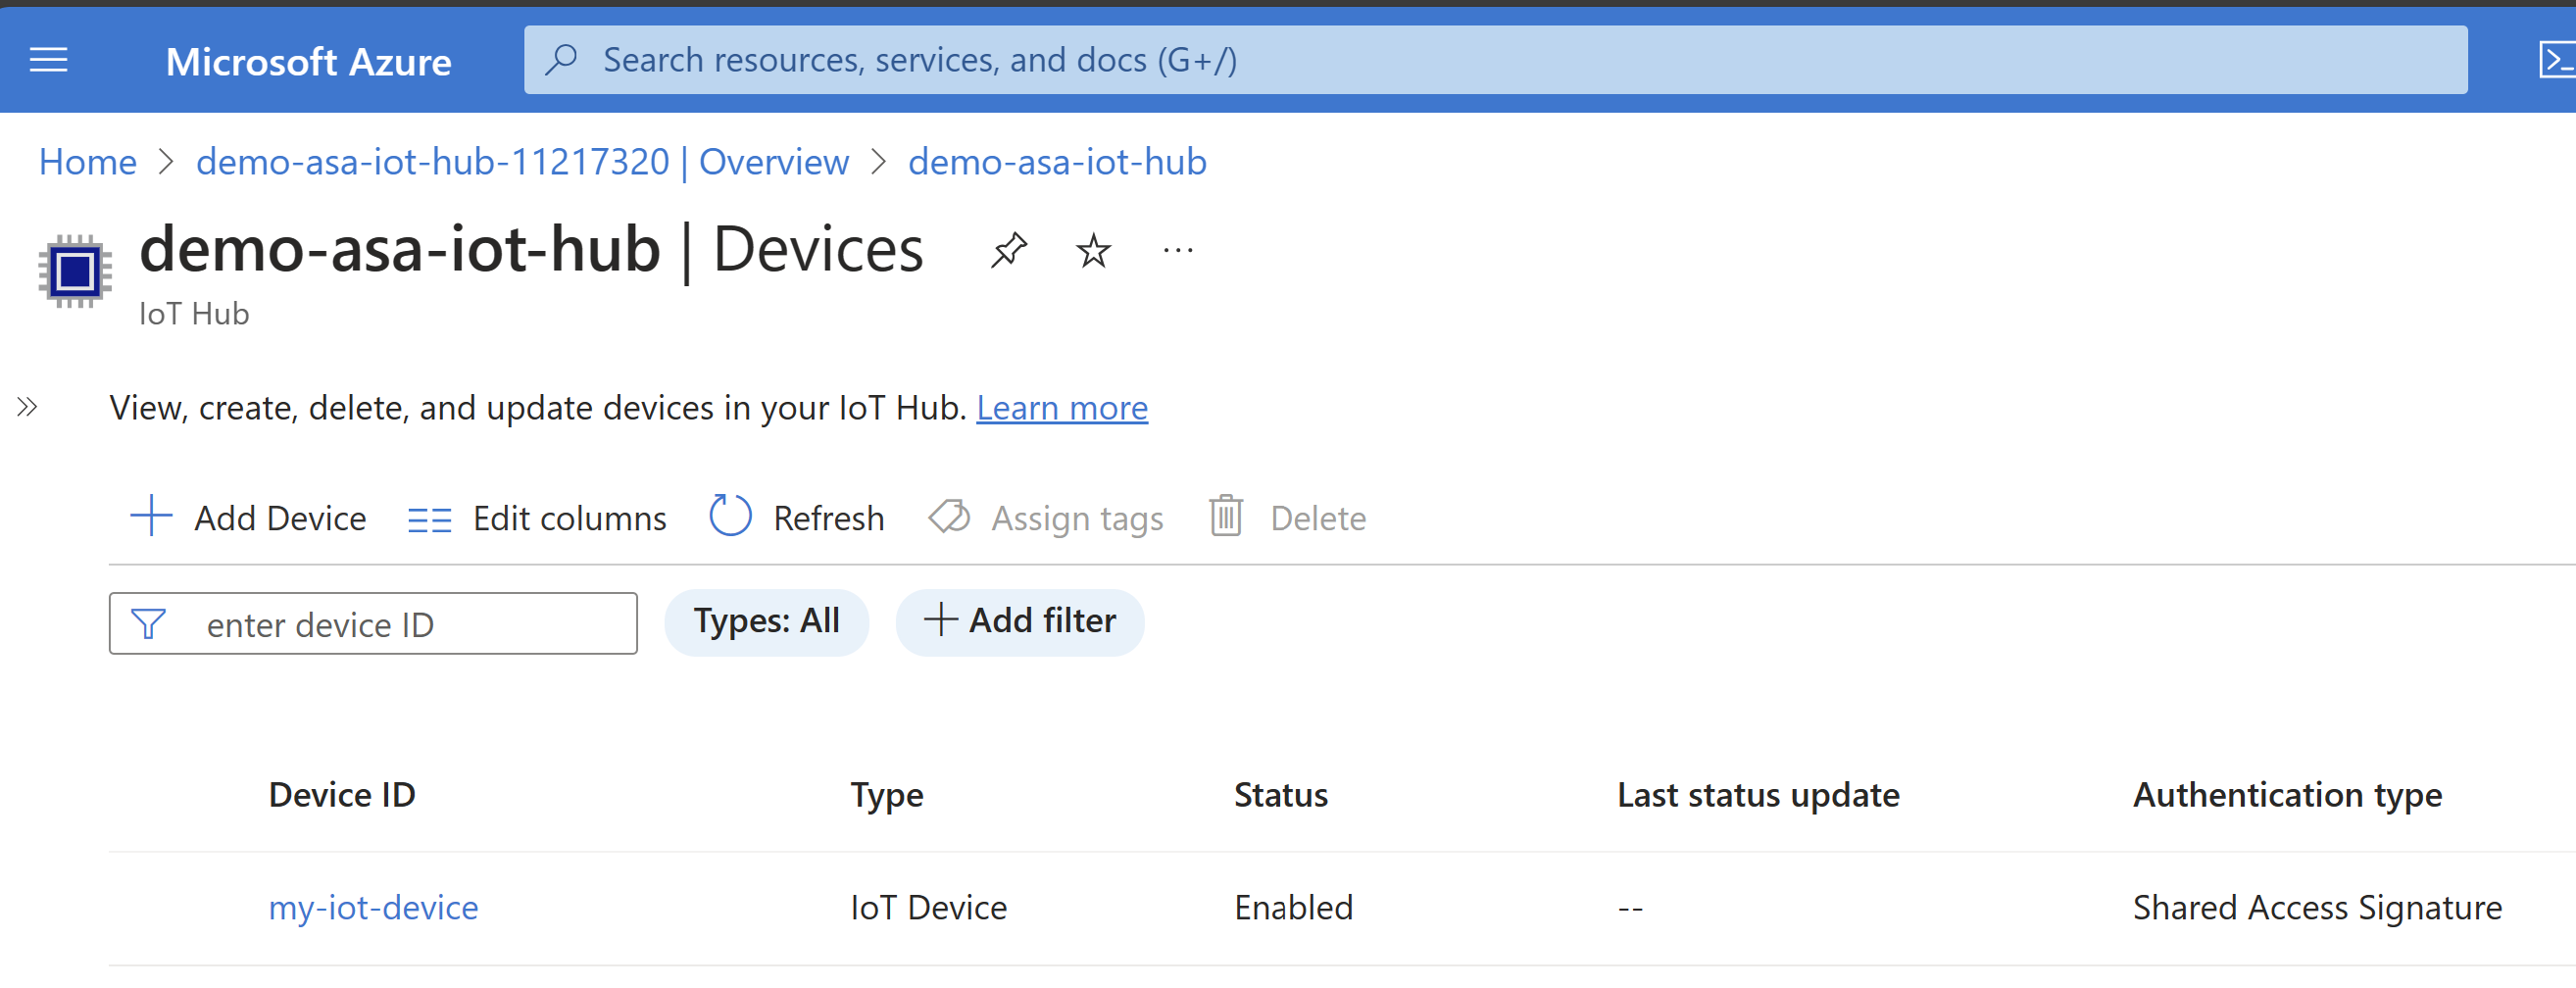 Microsoft Azure
Search resources, services, and docs (G+/)
Home > demo-asa-iot-hub-11217320 | Overview > demo-asa-iot-hub
demo-asa-iot-hub | Devices
IoT Hub
View, create, delete, and update devices in your IoT Hub. Learn more
Add Device Edit columns Refresh Assign tags Delete
enter device ID Types: All + Add filter
Device ID Type Status Last status update Authentication type
my-iot-device IoT Device Enabled -- Shared Access Signature